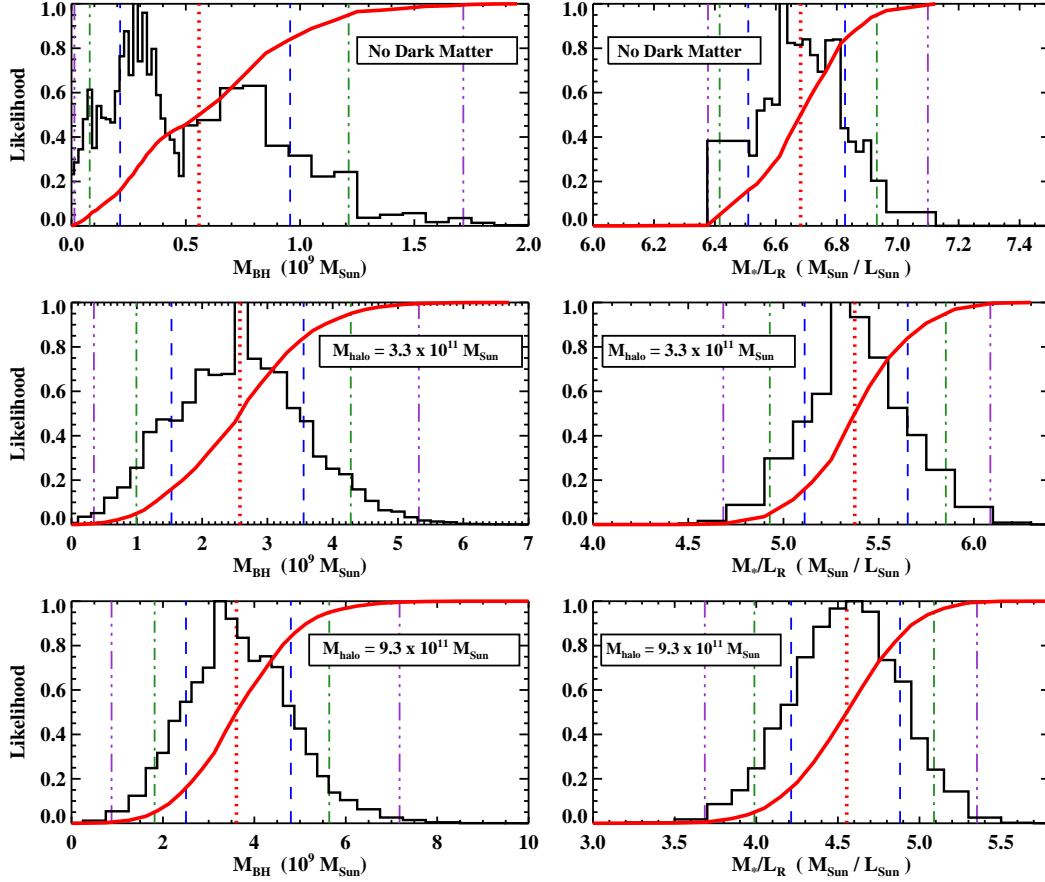 1.0
0.8
0.6
0.4
0.2
0.0
Likelihood
No Dark Matter
0.0 0.5 1.0 1.5 2.0
M_BH (10^9 M_Sun)
1.0
0.8
0.6
0.4
0.2
0.0
No Dark Matter
6.0 6.2 6.4 6.6 6.8 7.0 7.2 7.4
M_*/L_R ( M_Sun / L_Sun )
1.0
0.8
0.6
0.4
0.2
0.0
Likelihood
M_halo = 3.3 x 10^11 M_Sun
0 1 2 3 4 5 6 7
M_BH (10^9 M_Sun)
1.0
0.8
0.6
0.4
0.2
0.0
M_halo = 3.3 x 10^11 M_Sun
4.0 4.5 5.0 5.5 6.0
M_*/L_R ( M_Sun / L_Sun )
1.0
0.8
0.6
0.4
0.2
0.0
Likelihood
M_halo = 9.3 x 10^11 M_Sun
0 2 4 6 8 10
M_BH (10^9 M_Sun)
1.0
0.8
0.6
0.4
0.2
0.0
M_halo = 9.3 x 10^11 M_Sun
3.0 3.5 4.0 4.5 5.0 5.5
M_*/L_R ( M_Sun / L_Sun )